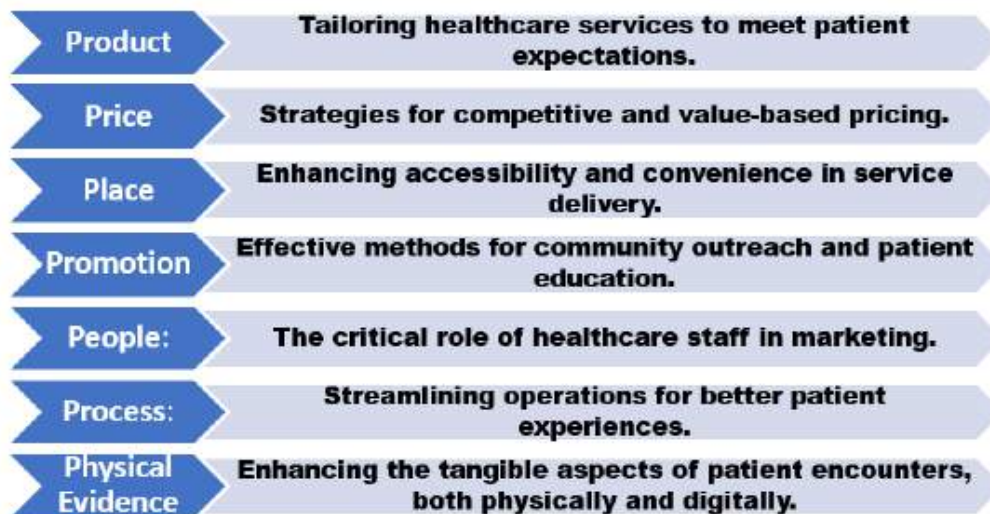 Product
Tailoring healthcare services to meet patient
expectations.
Price
Strategies for competitive and value-based pricing.
Place
Enhancing accessibility and convenience in service
delivery.
Promotion
Effective methods for community outreach and patient
education.
People:
The critical role of healthcare staff in marketing.
Process:
Streamlining operations for better patient
experiences.
Physical
Evidence
Enhancing the tangible aspects of patient encounters,
both physically and digitally.